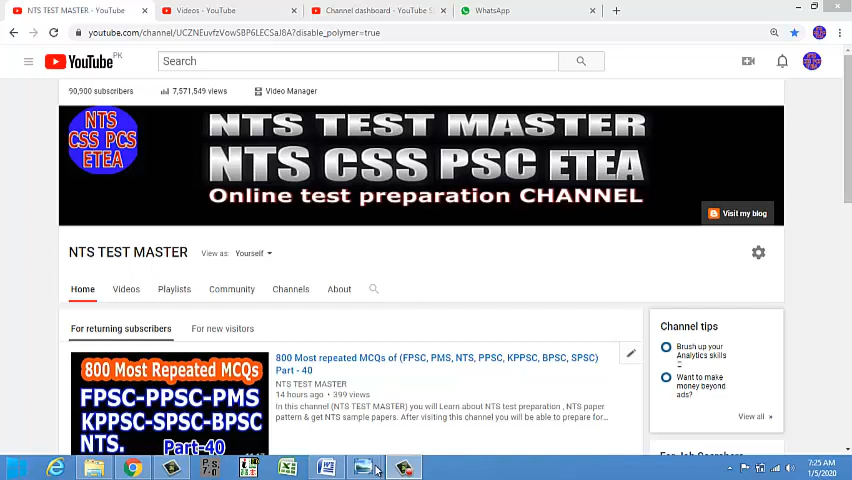 NTS TEST MASTER - YouTube
Videos - YouTube
Channel dashboard - YouTube S
WhatsApp
youtube.com/channel/UCZNEuvfzVowSBP6LECSaJ8A?disable_polymer=true
YouTube PK
Search
90,900 subscribers
7,571,549 views
Video Manager
NTS
CSS PCS
ETEA
NTS TEST MASTER
NTS CSS PSC ETEA
Online test preparation CHANNEL
Visit my blog
NTS TEST MASTER
View as: Yourself
Home
Videos
Playlists
Community
Channels
About
For returning subscribers
For new visitors
800 Most Repeated MCQs
FPSC-PPSC-PMS
KPPSC-SPSC-BPSC
NTS.
Part-40
800 Most repeated MCQs of (FPSC, PMS, NTS, PPSC, KPPSC, BPSC, SPSC)
Part - 40
NTS TEST MASTER
14 hours ago • 399 views
In this channel (NTS TEST MASTER) you will Learn about NTS test preparation , NTS paper
pattern & get NTS sample papers. After visiting this channel you will be able to prepare for...
Channel tips
Brush up your
Analytics skills
Want to make
money beyond
ads?
View all »
7:25 AM
1/5/2020